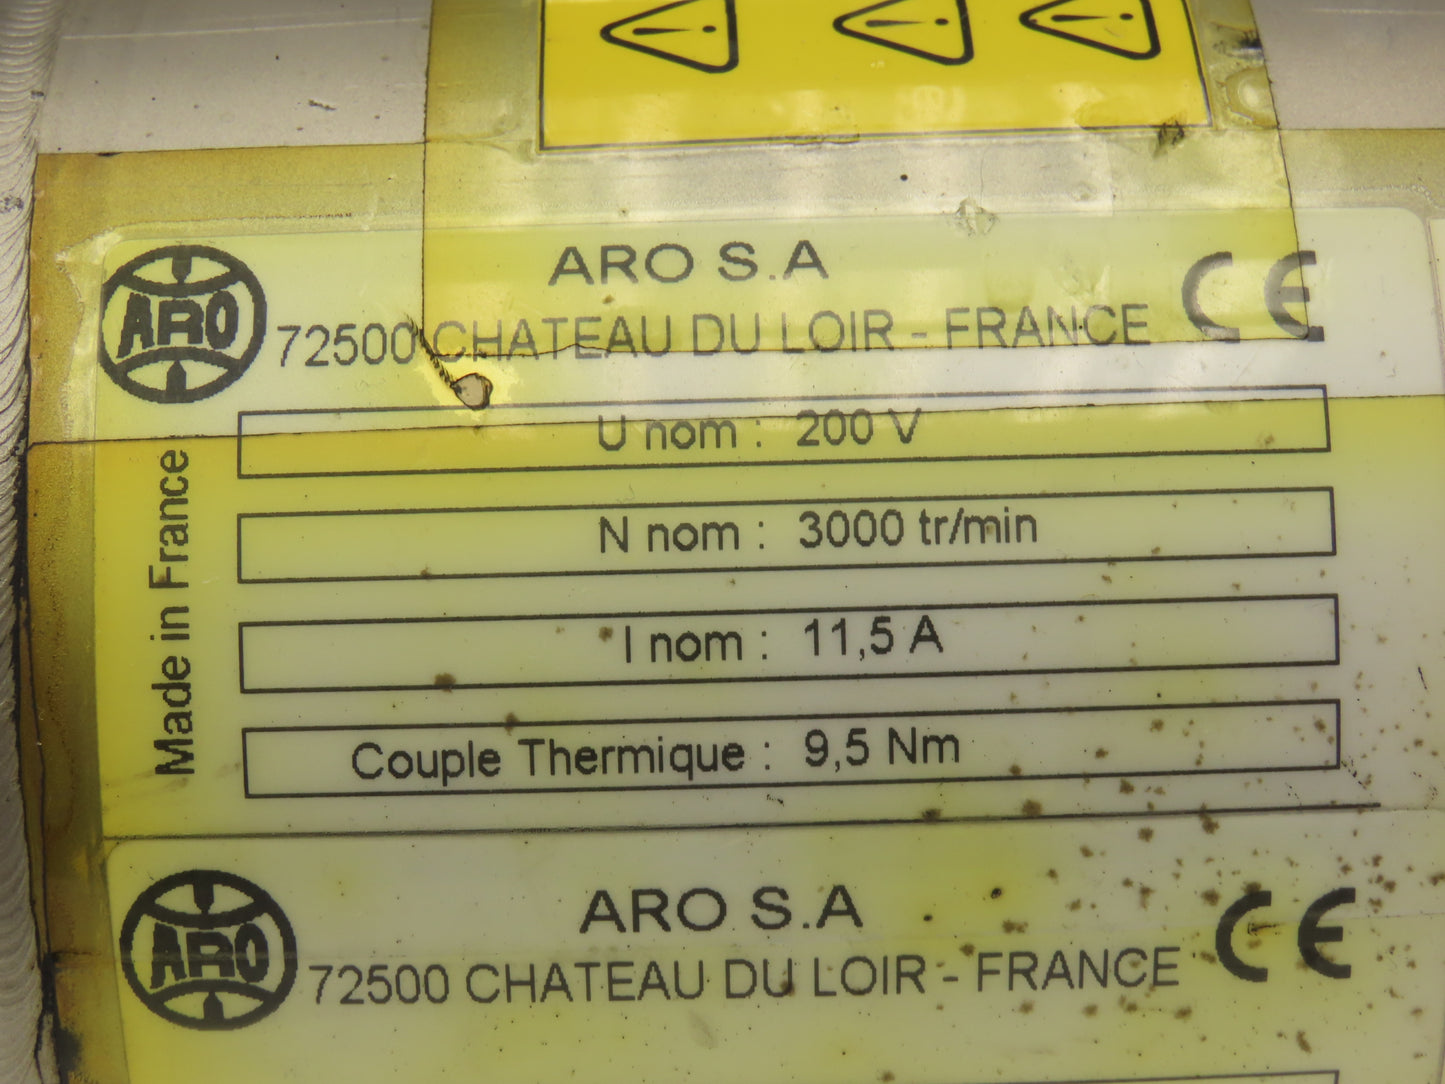 ARO
ARO S.A
CE
72500 CHATEAU DU LOIR - FRANCE
Made in France
U nom : 200 V
N nom : 3000 tr/min
I nom : 11,5 A
Couple Thermique : 9,5 Nm
ARO
ARO S.A
CE
72500 CHATEAU DU LOIR - FRANCE